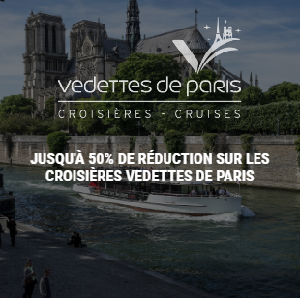 vedettes de paris
CROISIÈRES - CRUISES
JUSQU'À 50% DE RÉDUCTION SUR LES
CROISIÈRES VEDETTES DE PARIS